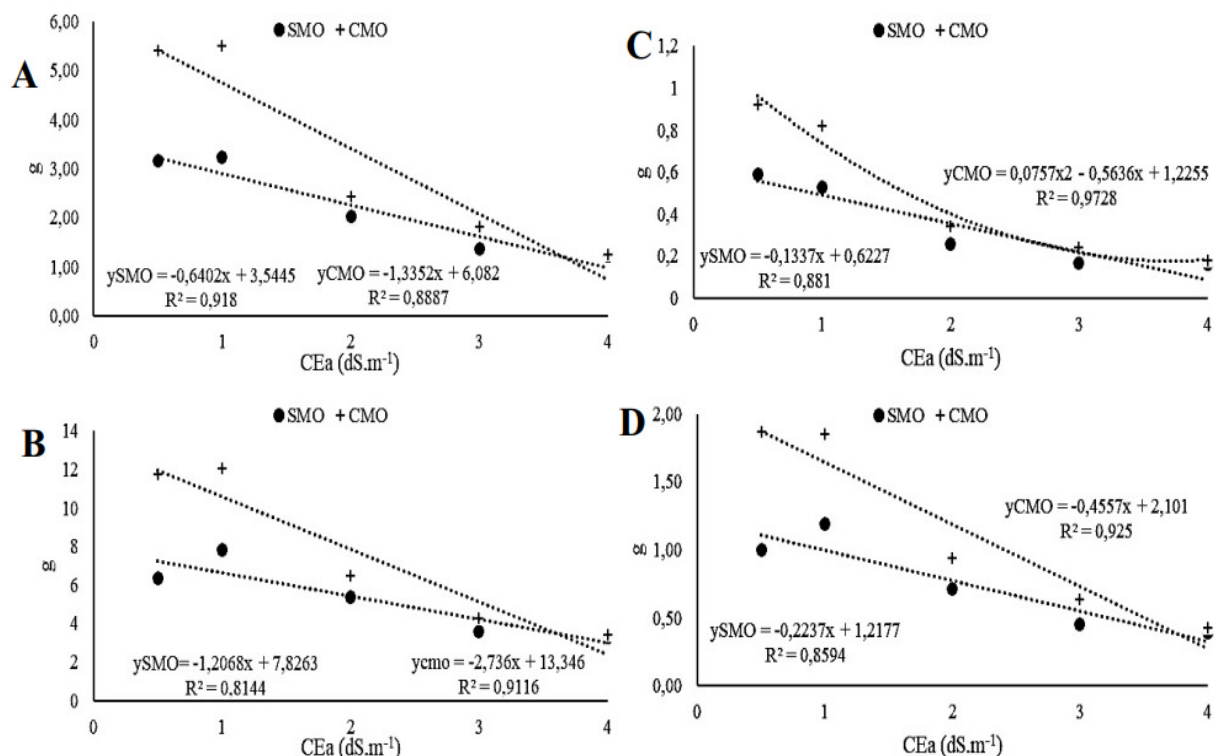 A
●SMO +CMO
6,00
5,00
4,00
3,00
2,00
1,00
0,00
g
ySMO = -0,6402x + 3,5445
R² = 0,918
yCMO = -1,3352x + 6,082
R² = 0,8887
0 1 2 3 4
CEa (dS.m⁻¹)
C
●SMO +CMO
1,2
1
0,8
0,6
0,4
0,2
0
g
yCMO = 0,0757x2 - 0,5636x + 1,2255
R² = 0,9728
ySMO = -0,1337x + 0,6227
R² = 0,881
0 1 2 3 4
CEa (dS.m⁻¹)
B
●SMO +CMO
14
12
10
8
6
4
2
0
g
ySMO= -1,2068x + 7,8263
R² = 0,8144
ycmo = -2,736x + 13,346
R² = 0,9116
0 1 2 3 4
CEa (dS.m⁻¹)
D
●SMO +CMO
2,00
1,50
1,00
0,50
0,00
g
yCMO = -0,4557x + 2,101
R² = 0,925
ySMO = -0,2237x + 1,2177
R² = 0,8594
0 1 2 3 4
CEa (dS.m⁻¹)